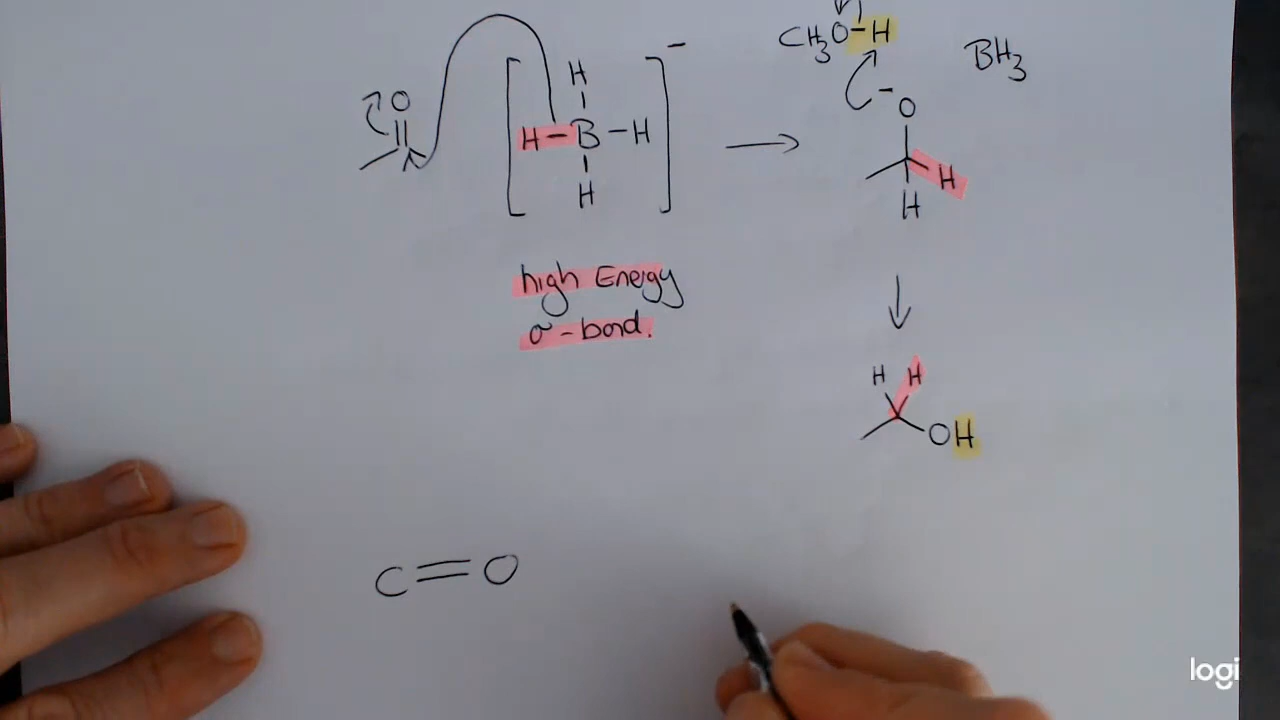 CH3O-H
BH3
O
H
H-B-H
H
-
- O
H
H
high Energy
σ-bond.
H H
OH
C=O
logi